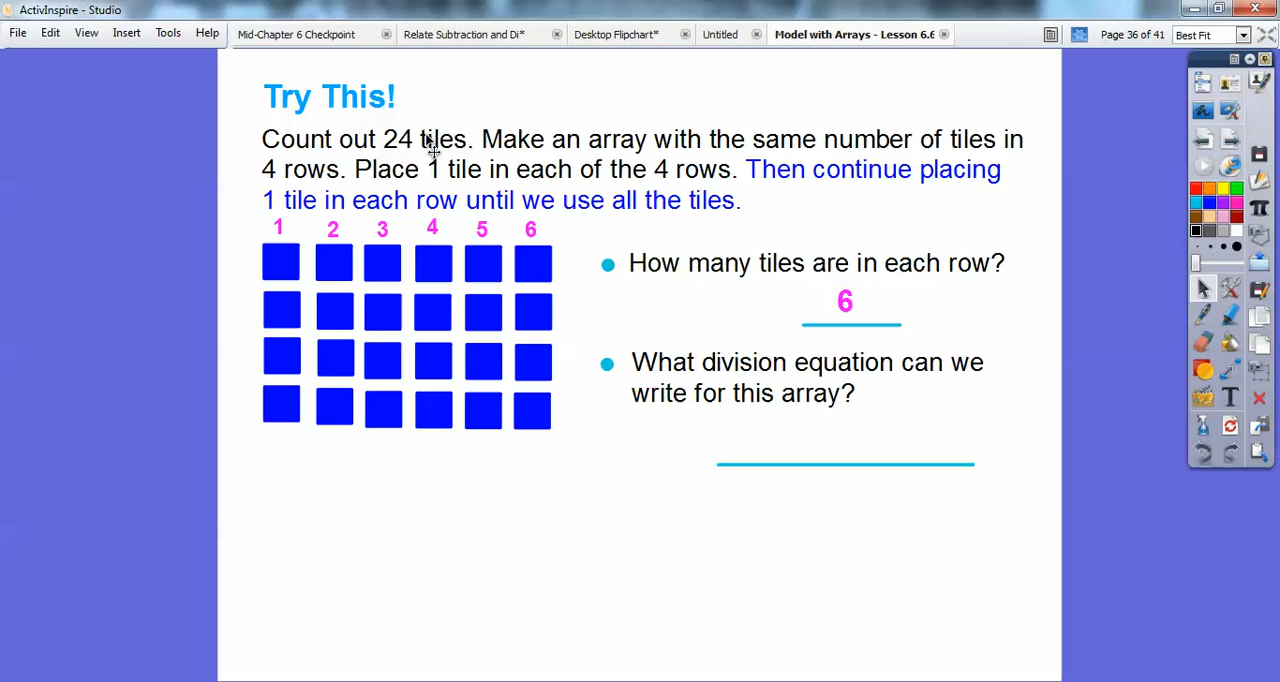 ActivInspire - Studio
File Edit View Insert Tools Help
Mid-Chapter 6 Checkpoint
Relate Subtraction and Di*
Desktop Flipchart*
Untitled
Model with Arrays - Lesson 6.6
Page 36 of 41
Best Fit
Try This!
Count out 24 tiles. Make an array with the same number of tiles in
4 rows. Place 1 tile in each of the 4 rows. Then continue placing
1 tile in each row until we use all the tiles.
1 2 3 4 5 6
How many tiles are in each row?
6
What division equation can we
write for this array?